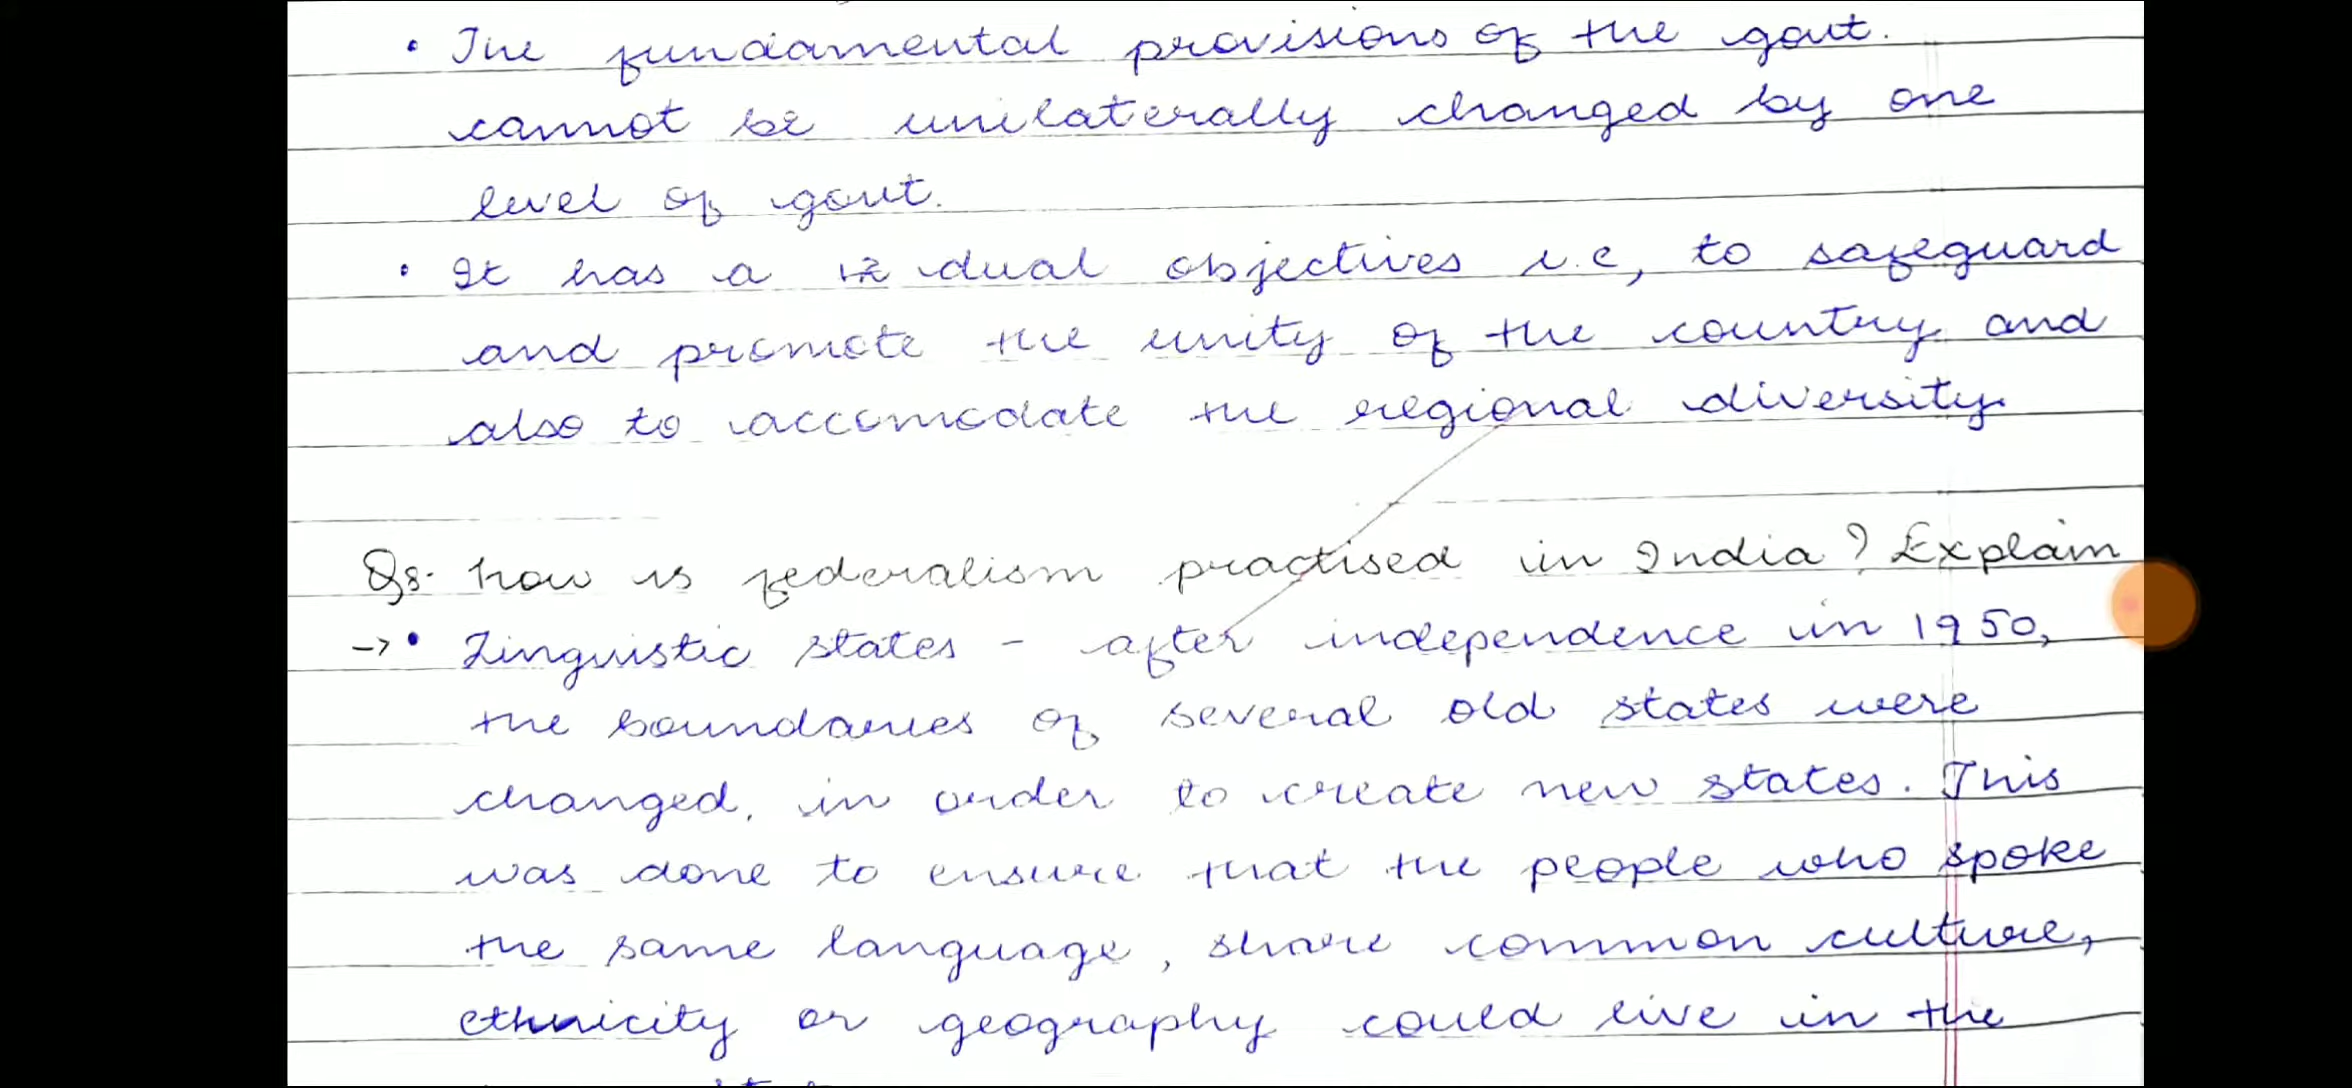 • The fundamental provisions of the govt.
cannot be unilaterally changed by one
level of govt.
• It has a dual objectives i.e, to safeguard
and promote the unity of the country and
also to accomodate the regional diversity.
Q8. how is federalism practised in India? Explain
→ • Linguistic states - after independence in 1950,
the boundaries of several old states were
changed, in order to create new states. This
was done to ensure that the people who spoke
the same language, share common culture,
ethnicity or geography could live in the